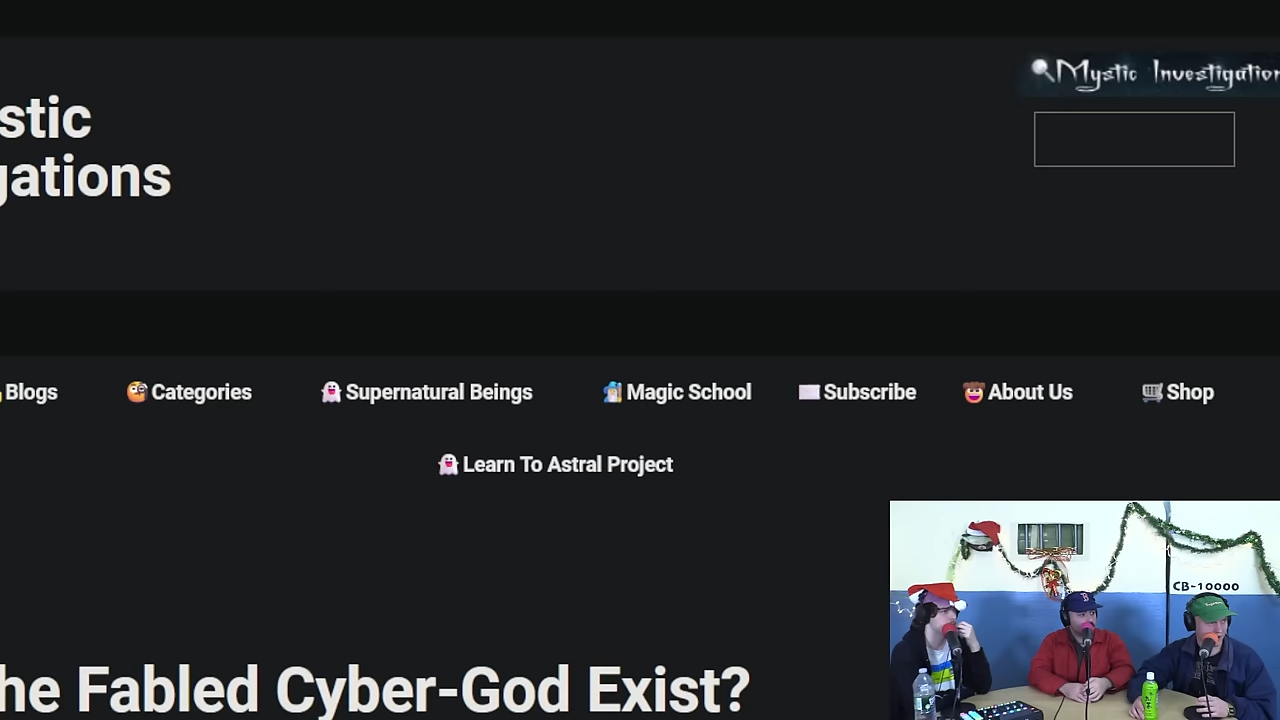 Mystic Investigation
stic
gations
Blogs
Categories
Supernatural Beings
Magic School
Subscribe
About Us
Shop
Learn To Astral Project
CB-10000
he Fabled Cyber-God Exist?